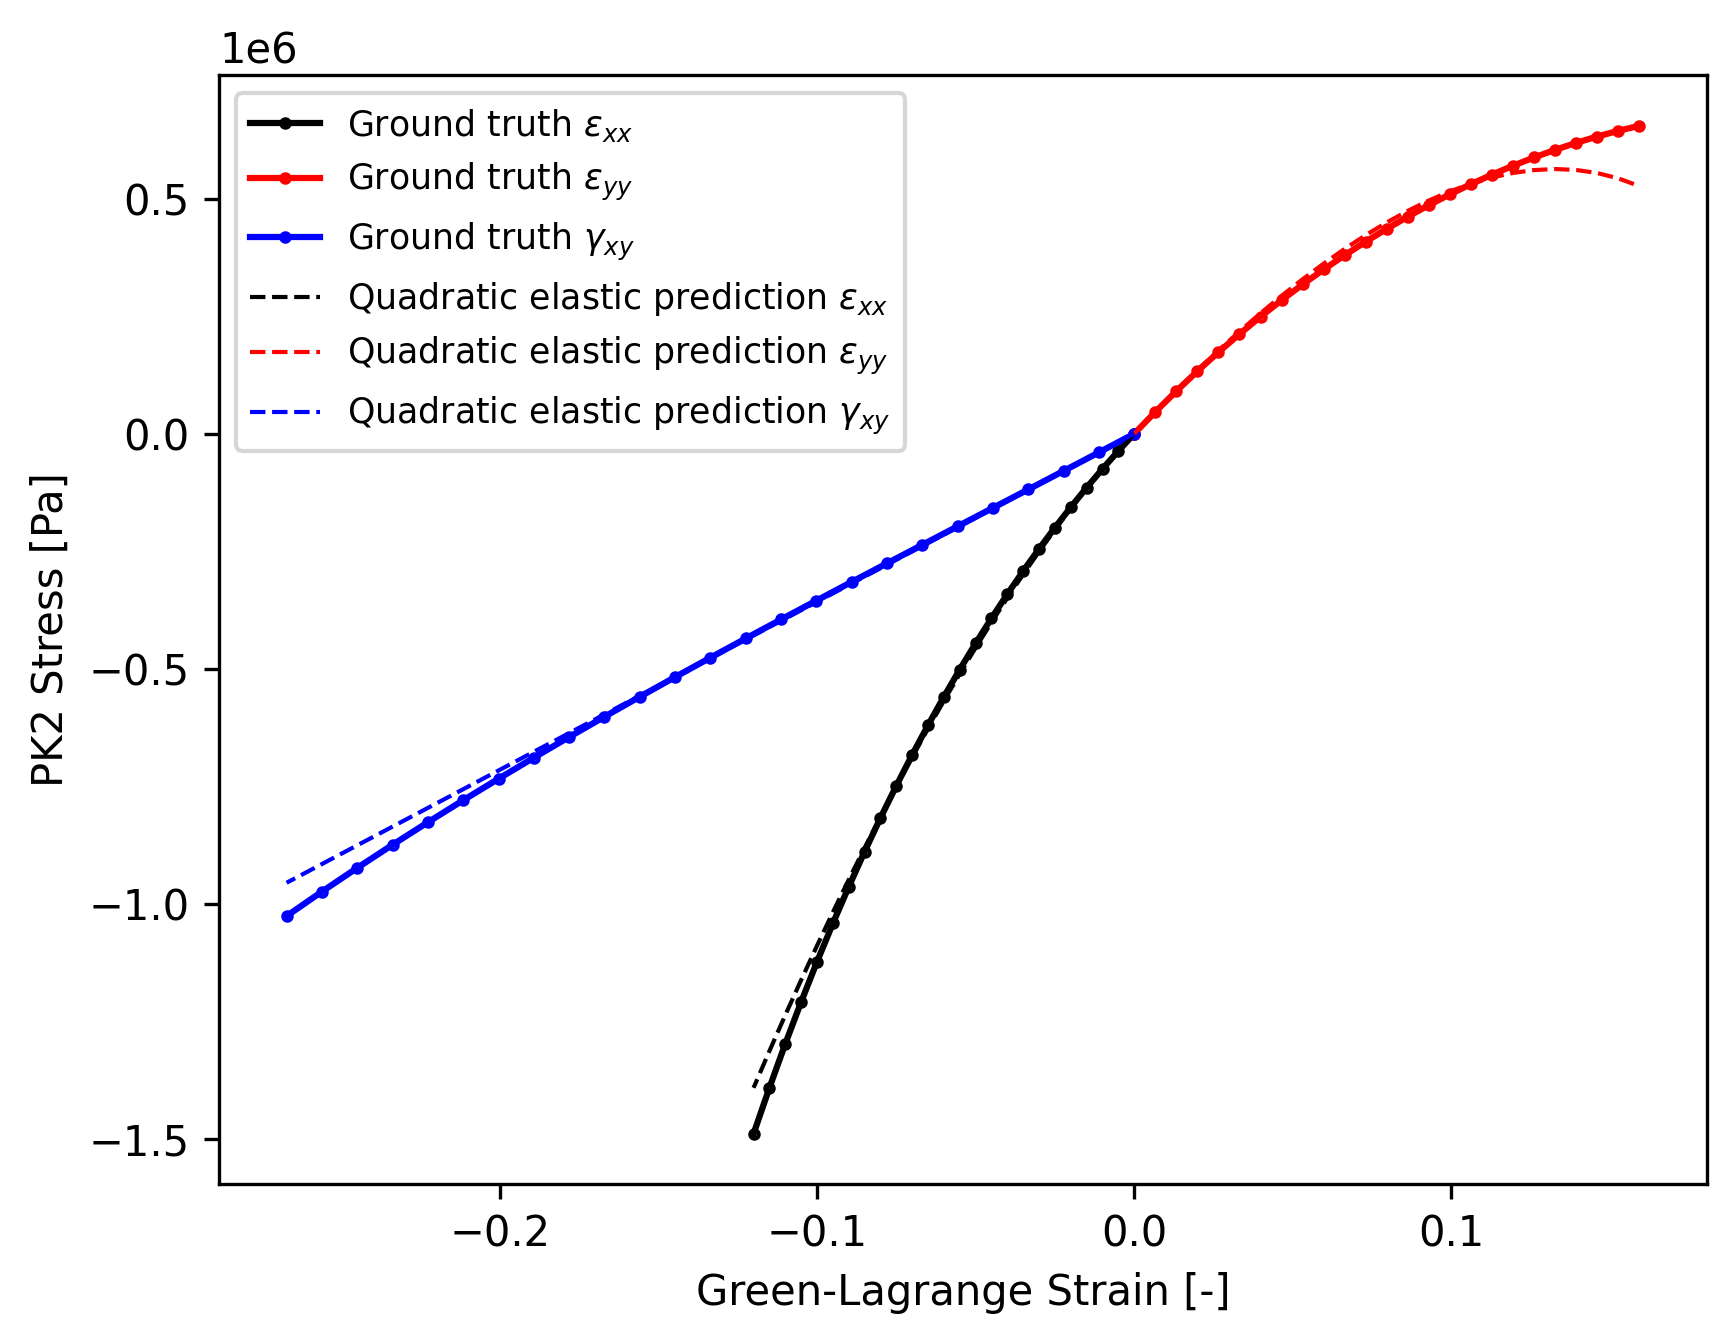 1e6
Ground truth εxx
Ground truth εyy
Ground truth γxy
Quadratic elastic prediction εxx
Quadratic elastic prediction εyy
Quadratic elastic prediction γxy
0.5
0.0
−0.5
−1.0
−1.5
PK2 Stress [Pa]
−0.2 −0.1 0.0 0.1
Green-Lagrange Strain [-]